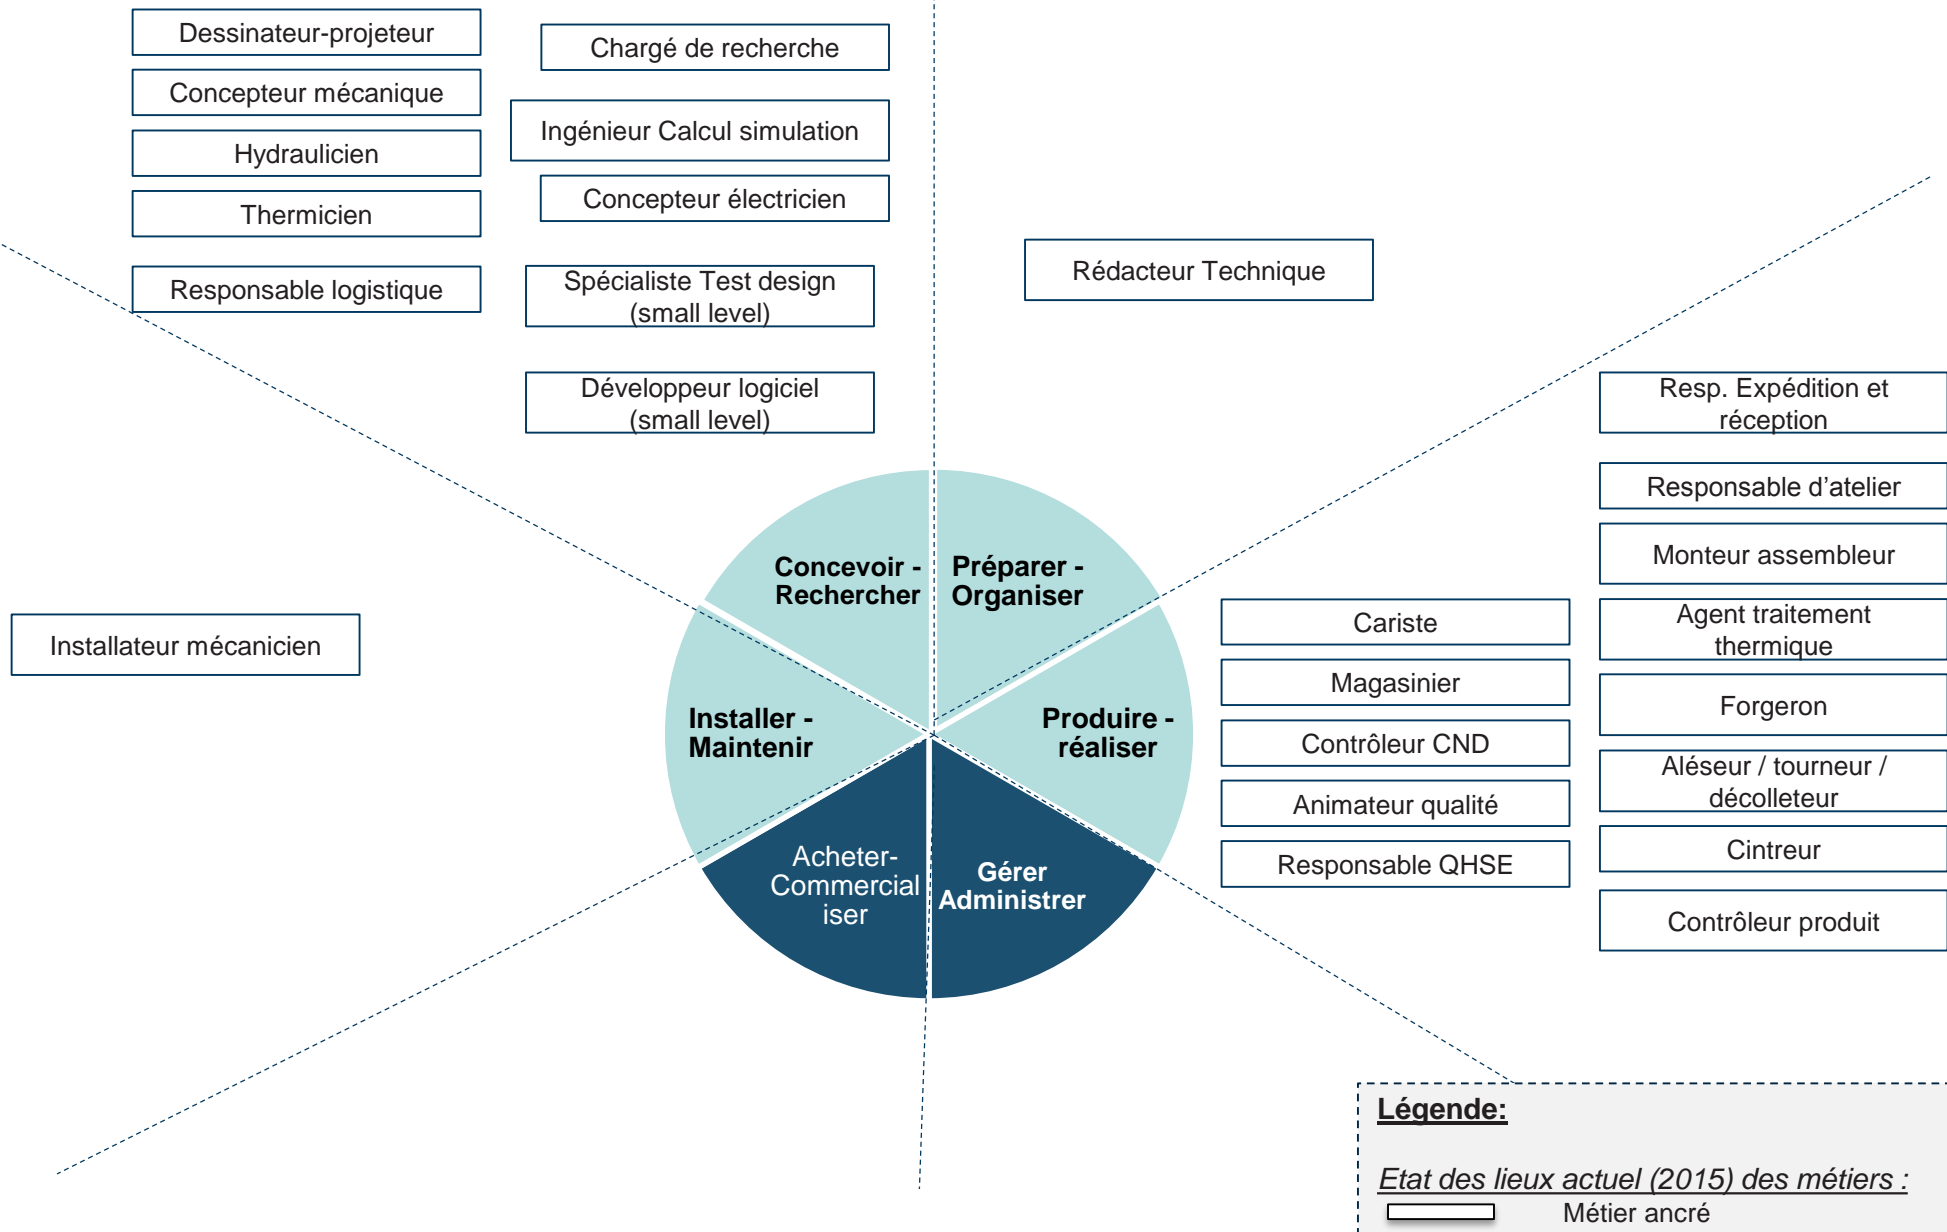 Dessinateur-projeteur
Concepteur mécanique
Hydraulicien
Thermicien
Responsable logistique
Chargé de recherche
Ingénieur Calcul simulation
Concepteur électricien
Spécialiste Test design
(small level)
Développeur logiciel
(small level)
Rédacteur Technique
Resp. Expédition et
réception
Responsable d’atelier
Monteur assembleur
Agent traitement
thermique
Forgeron
Aléseur / tourneur /
décolleteur
Cintreur
Contrôleur produit
Cariste
Magasinier
Contrôleur CND
Animateur qualité
Responsable QHSE
Installateur mécanicien
Concevoir -
Rechercher
Préparer -
Organiser
Installer -
Maintenir
Produire -
réaliser
Acheter-
Commercial
iser
Gérer
Administrer
Légende:
Etat des lieux actuel (2015) des métiers :
Métier ancré